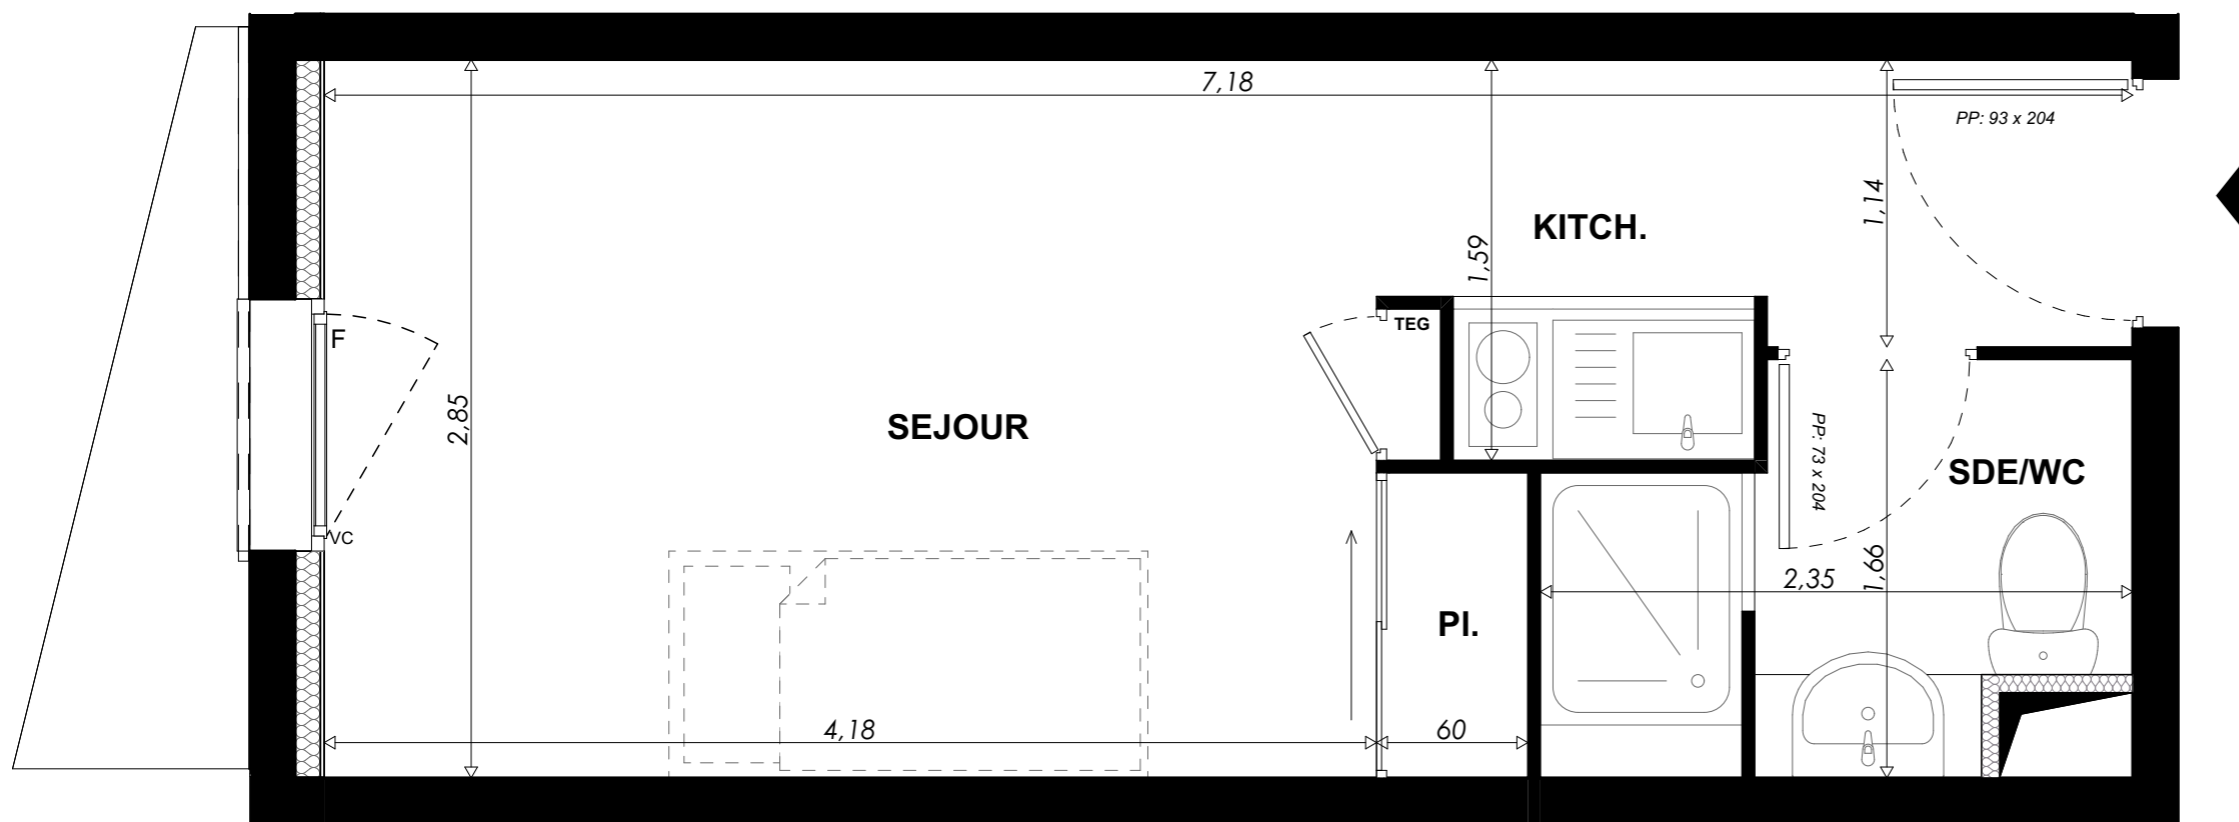 7,18
PP: 93 x 204
1,14
KITCH.
1,59
TEG
F
2,85
SEJOUR
PP: 73 x 204
SDE/WC
VC
1,66
2,35
Pl.
4,18
60